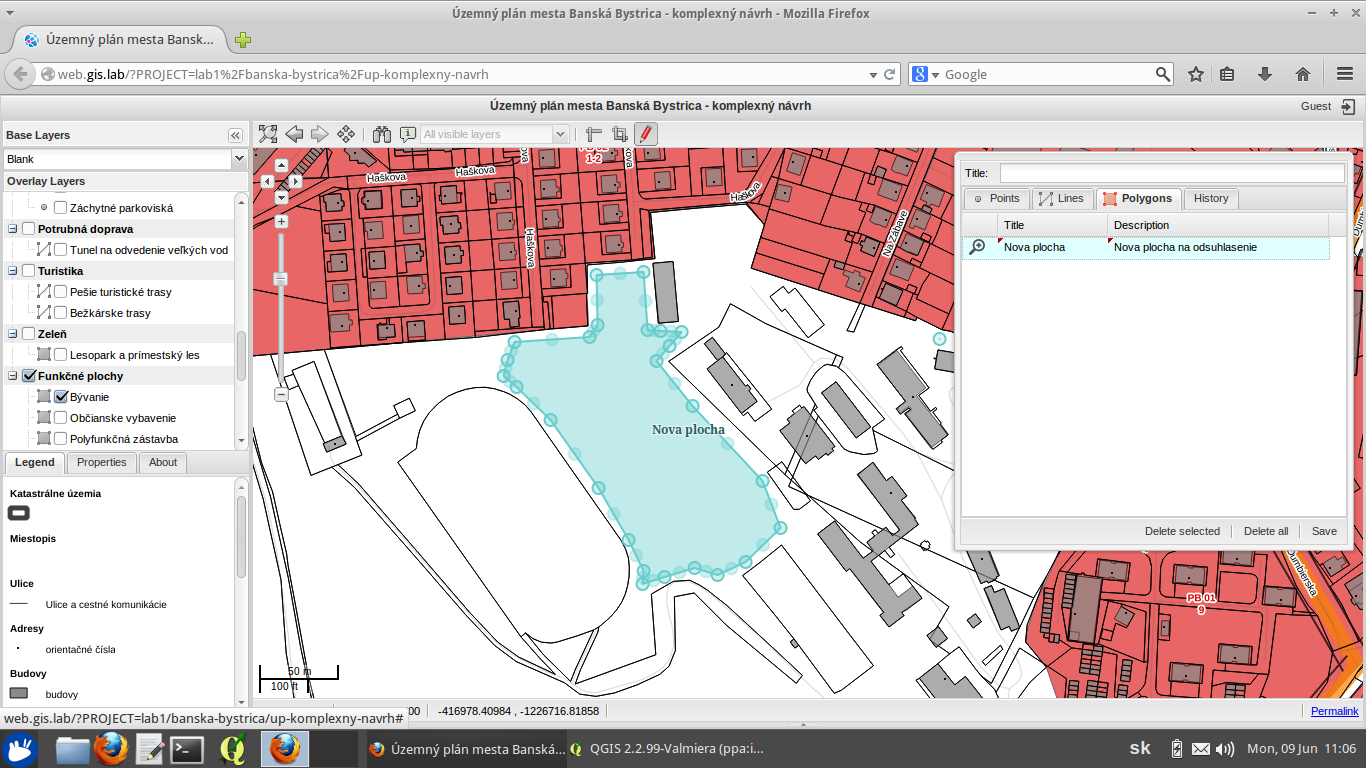 Územný plán mesta Banská Bystrica - komplexný návrh - Mozilla Firefox
Územný plán mesta Bansk...
web.gis.lab/?PROJECT=lab1%2Fbanska-bystrica%2Fup-komplexny-navrh
Google
Územný plán mesta Banská Bystrica - komplexný návrh
Guest
Base Layers
Blank
Overlay Layers
Záchytné parkoviská
Potrubná doprava
Tunel na odvedenie veľkých vod
Turistika
Pešie turistické trasy
Bežkárske trasy
Zeleň
Lesopark a prímestský les
Funkčné plochy
Bývanie
Občianske vybavenie
Polyfunkčná zástavba
Legend
Properties
About
Katastrálne územia
Miestopis
Ulice
Ulice a cestné komunikácie
Adresy
orientačné čísla
Budovy
budovy
All visible layers
1-2
Haškova
Haškova
Haškova
Haškova
Na Zábave
Nova plocha
PB 01
9
Ďumbierska
50 m
100 ft
Title:
Points
Lines
Polygons
History
Title
Description
Nova plocha
Nova plocha na odsuhlasenie
Delete selected
Delete all
Save
00
-416978.40984 , -1226716.81858
Permalink
web.gis.lab/?PROJECT=lab1/banska-bystrica/up-komplexny-navrh#
Územný plán mesta Banská...
QGIS 2.2.99-Valmiera (ppa:i...
sk
Mon, 09 Jun 11:06